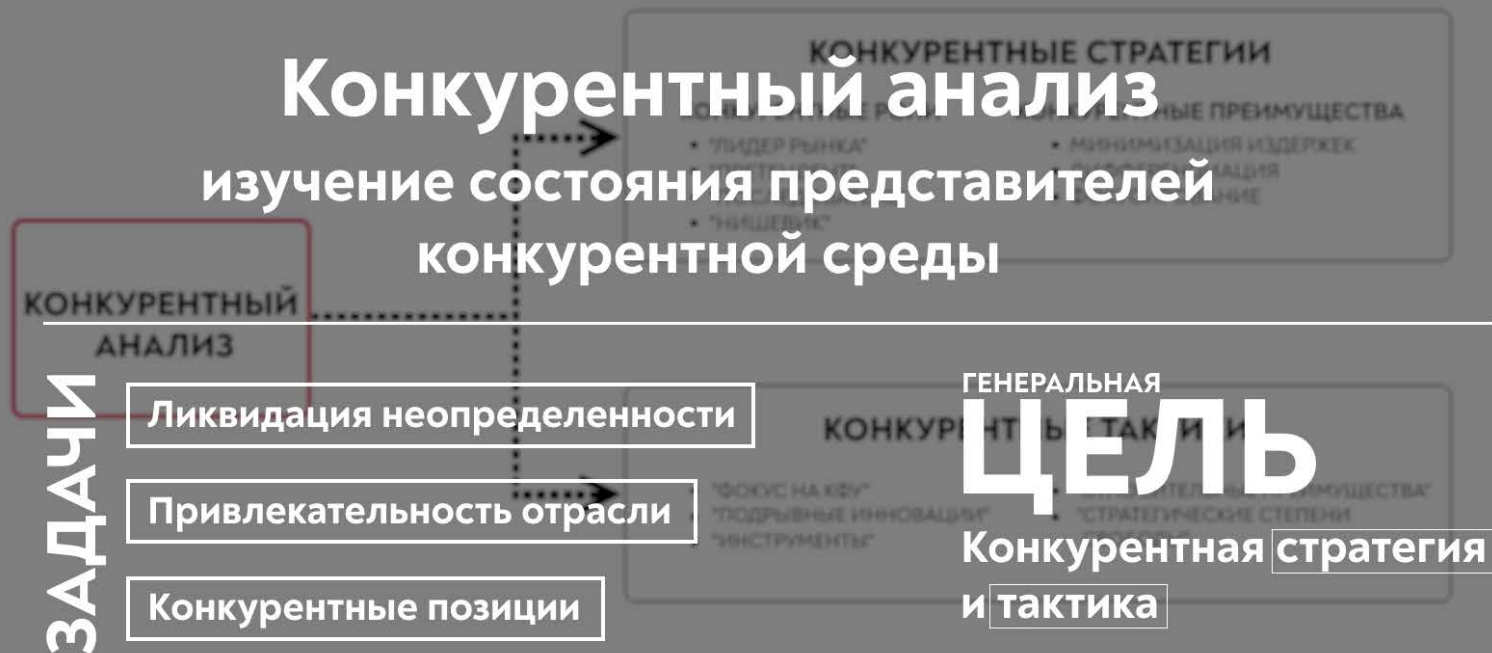 Конкурентный анализ
изучение состояния представителей
конкурентной среды
ЗАДАЧИ
Ликвидация неопределенности
Привлекательность отрасли
Конкурентные позиции
ГЕНЕРАЛЬНАЯ
ЦЕЛЬ
Конкурентная стратегия
и тактика
КОНКУРЕНТНЫЙ
АНАЛИЗ
КОНКУРЕНТНЫЕ СТРАТЕГИИ
ПРЕИМУЩЕСТВА
• "ЛИДЕР РЫНКА"
• "НИШЕВИК"
• МИНИМИЗАЦИЯ ИЗДЕРЖЕК
• "ФОКУС НА КФУ"
• "ПОДРЫВНЫЕ ИННОВАЦИИ"
• "ИНСТРУМЕНТЫ"
• "СТРАТЕГИЧЕСКИЕ СТЕПЕНИ